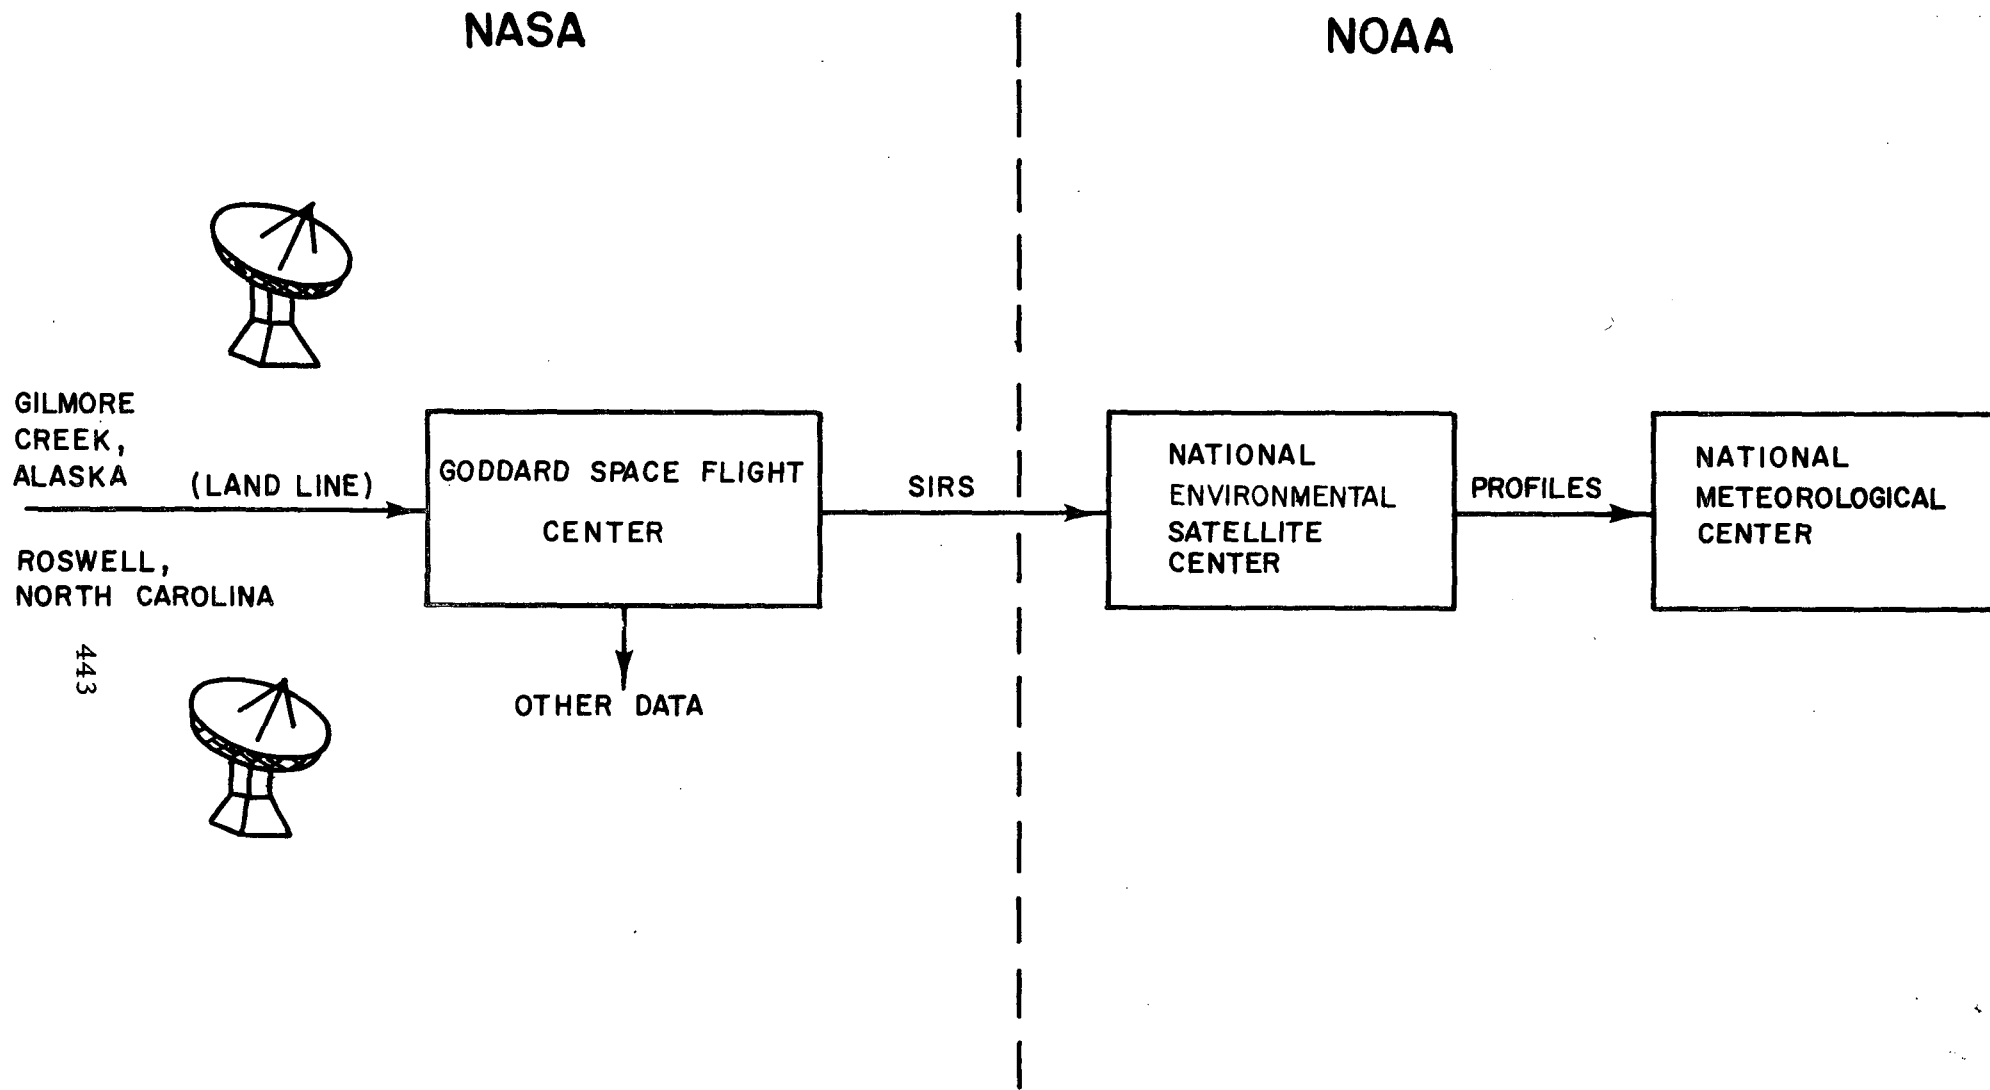 NASA
NOAA
GILMORE
CREEK,
ALASKA
(LAND LINE)
ROSWELL,
NORTH CAROLINA
443
GODDARD SPACE FLIGHT
CENTER
OTHER DATA
SIRS
NATIONAL
ENVIRONMENTAL
SATELLITE
CENTER
PROFILES
NATIONAL
METEOROLOGICAL
CENTER